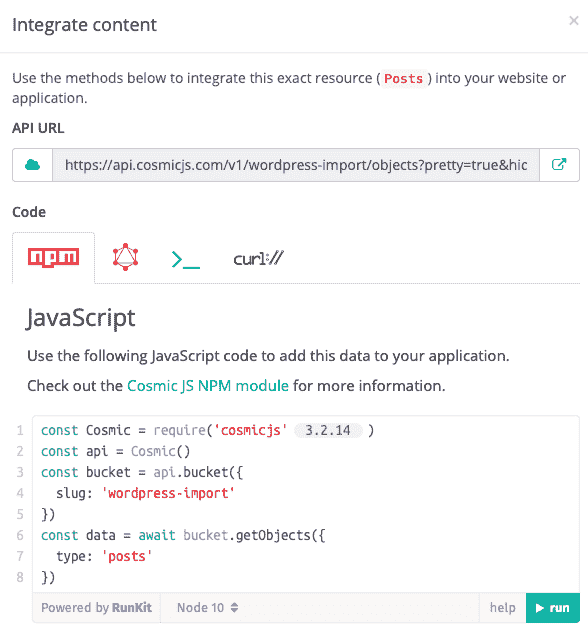 Integrate content
×
Use the methods below to integrate this exact resource ( Posts ) into your website or
application.
API URL
https://api.cosmicjs.com/v1/wordpress-import/objects?pretty=true&hic
Code
npm
curl://
JavaScript
Use the following JavaScript code to add this data to your application.
Check out the Cosmic JS NPM module for more information.
1 const Cosmic = require('cosmicjs' 3.2.14 )
2 const api = Cosmic()
3 const bucket = api.bucket({
4   slug: 'wordpress-import'
5 })
6 const data = await bucket.getObjects({
7   type: 'posts'
8 })
Powered by RunKit Node 10 help run